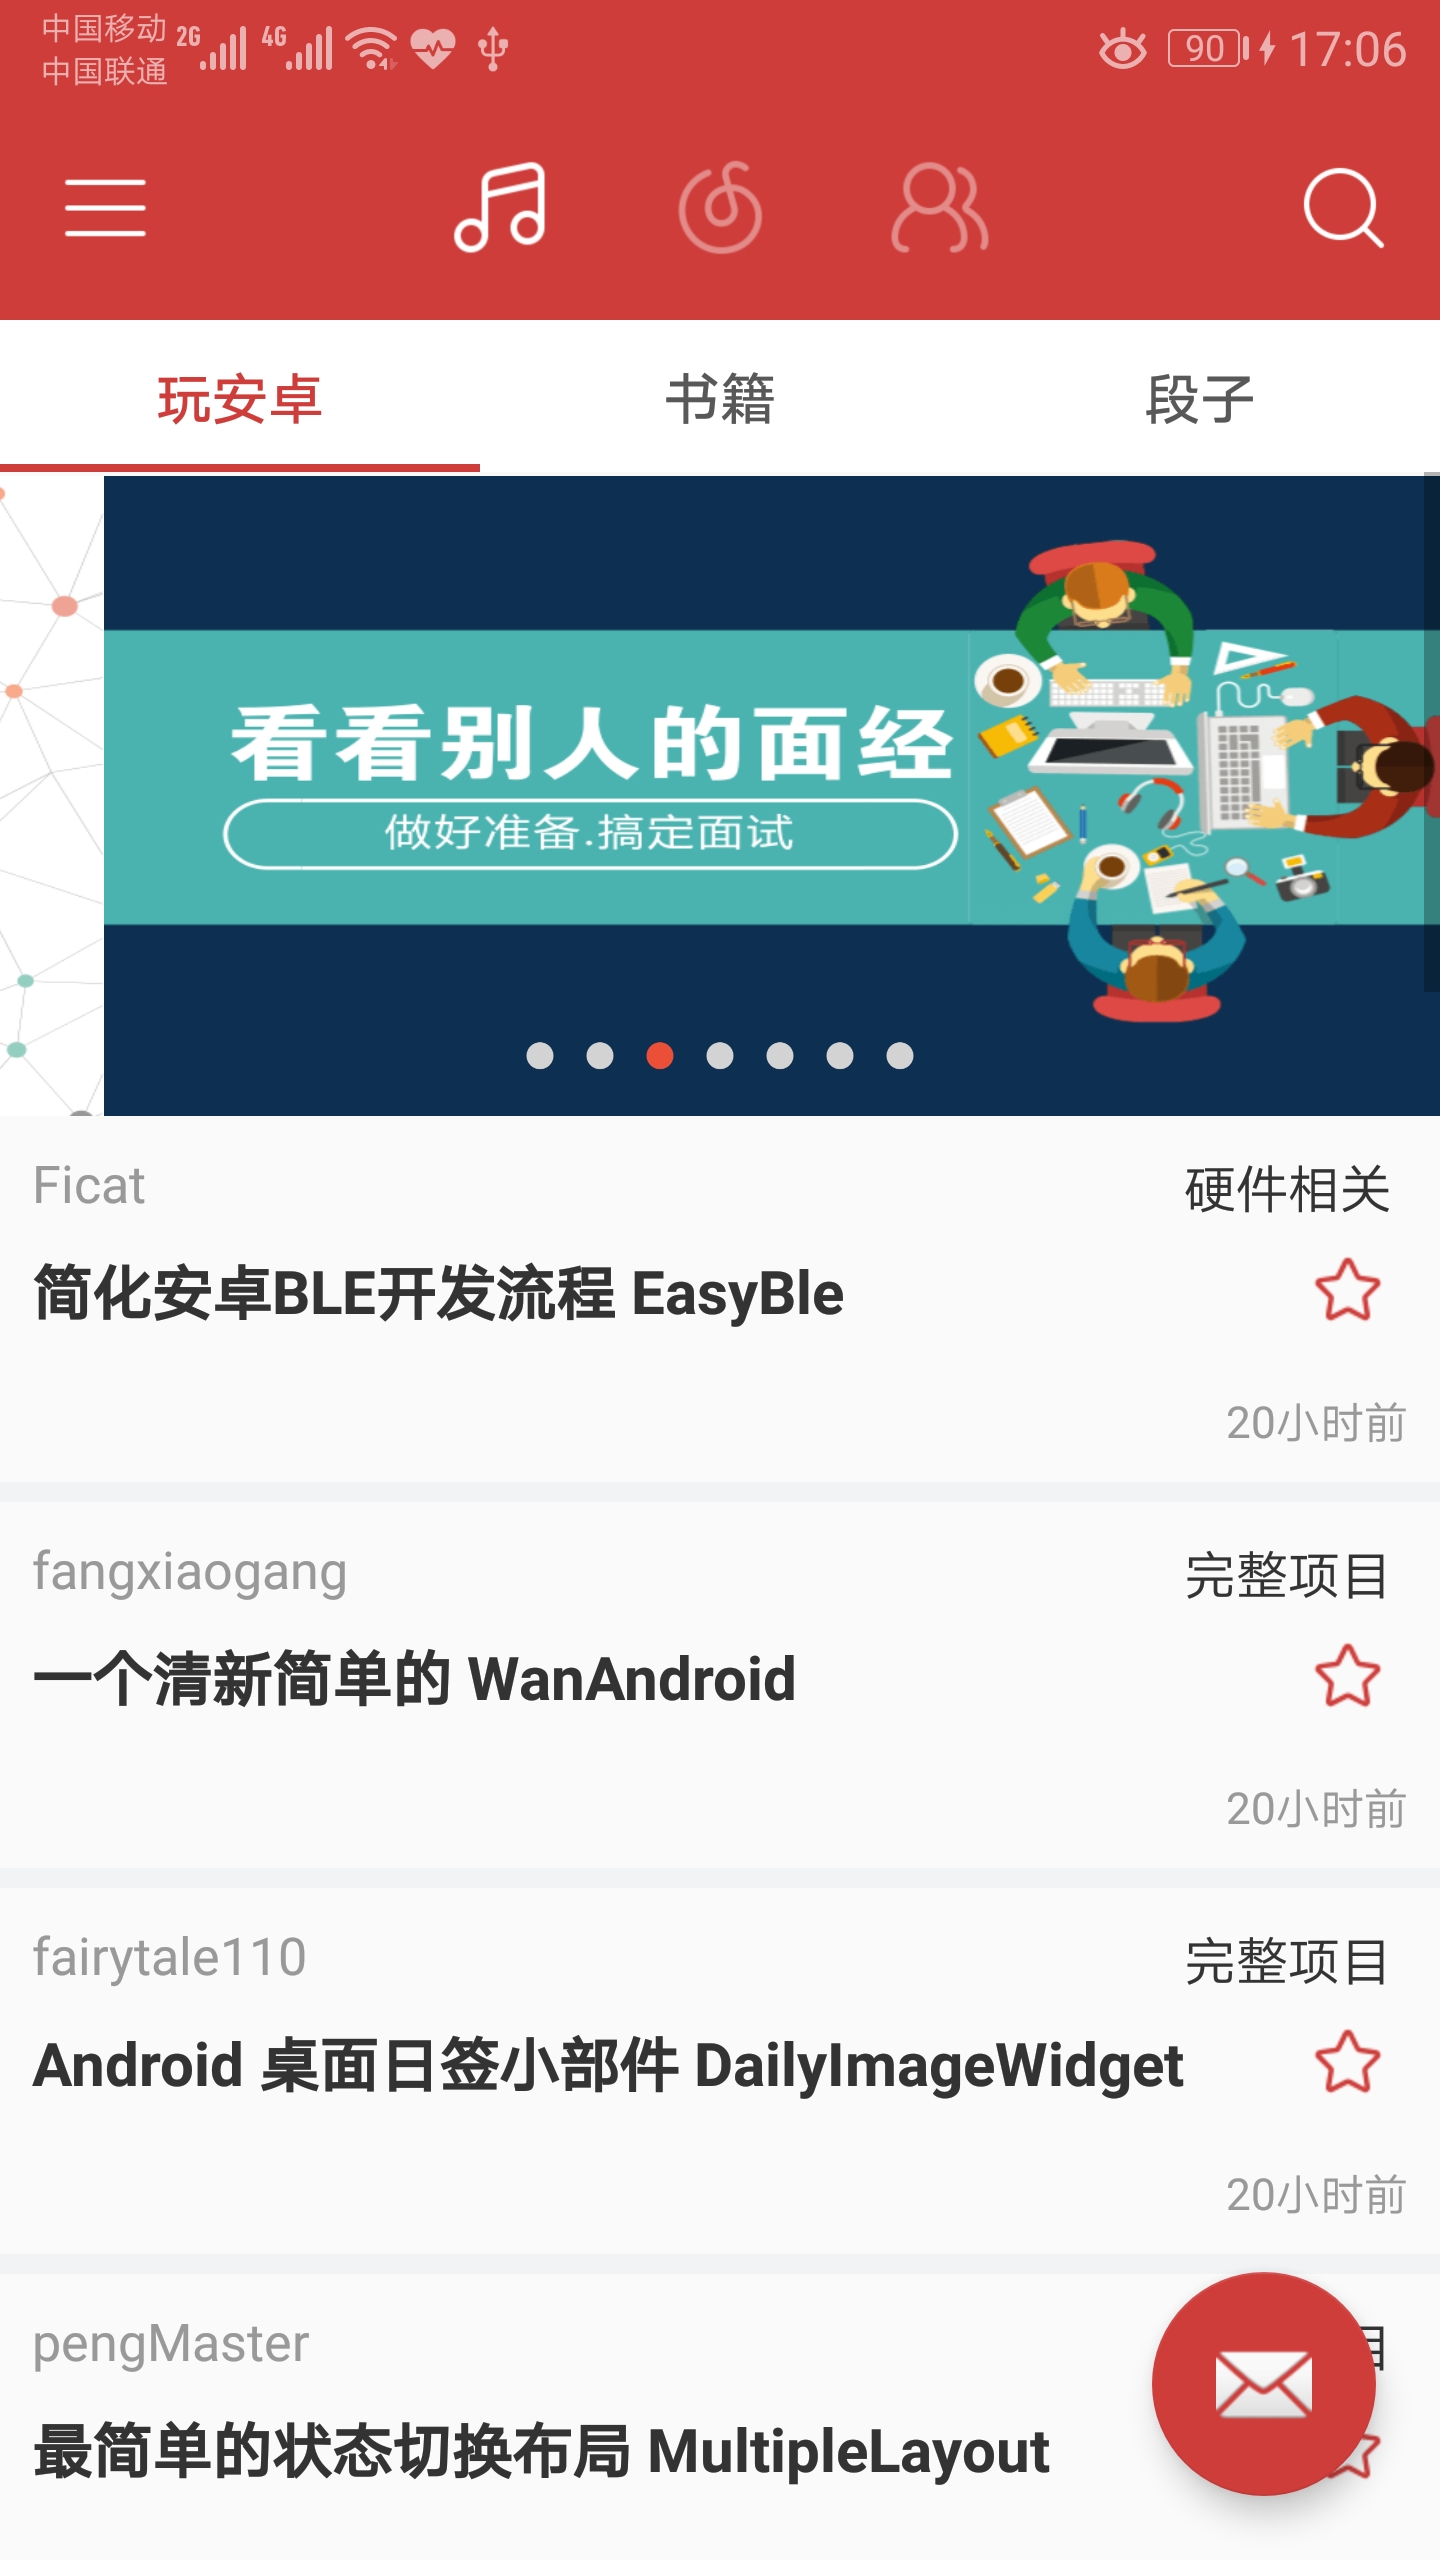 中国移动 2G 4G 90 17:06
中国联通
玩安卓 书籍 段子
看看别人的面经
做好准备.搞定面试
Ficat 硬件相关
简化安卓BLE开发流程 EasyBle
20小时前
fangxiaogang 完整项目
一个清新简单的 WanAndroid
20小时前
fairytale110 完整项目
Android 桌面日签小部件 DailyImageWidget
20小时前
pengMaster 目
最简单的状态切换布局 MultipleLayout